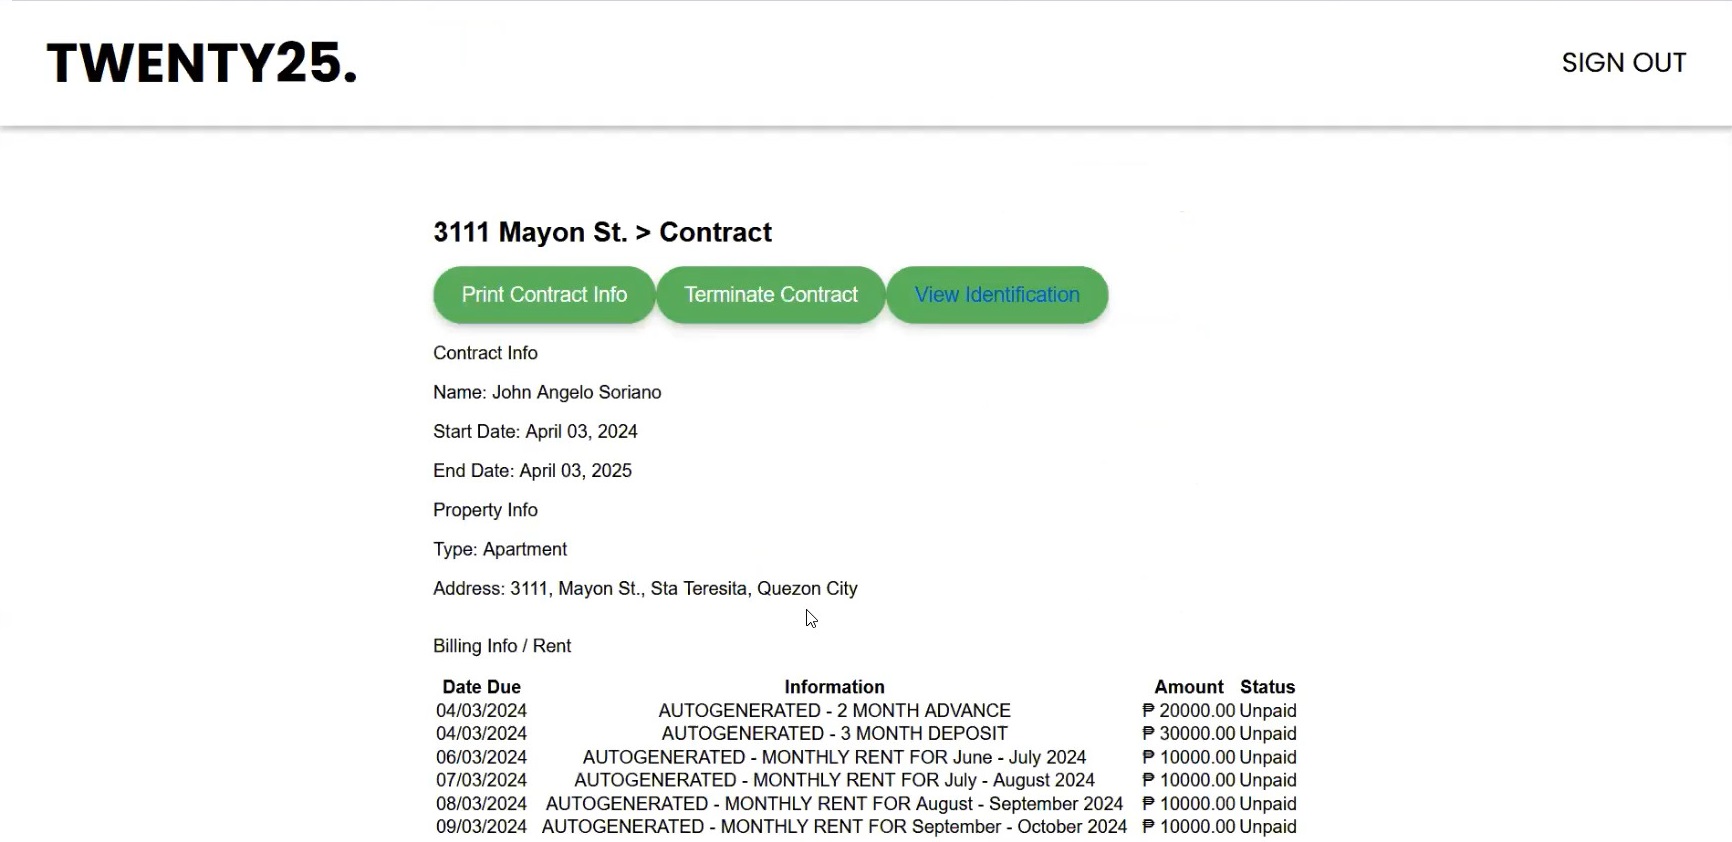 TWENTY25.
SIGN OUT
3111 Mayon St. > Contract
Print Contract Info
Terminate Contract
View Identification
Contract Info
Name: John Angelo Soriano
Start Date: April 03, 2024
End Date: April 03, 2025
Property Info
Type: Apartment
Address: 3111, Mayon St., Sta Teresita, Quezon City
Billing Info / Rent
Date Due Information Amount Status
04/03/2024 AUTOGENERATED - 2 MONTH ADVANCE ₱ 20000.00 Unpaid
04/03/2024 AUTOGENERATED - 3 MONTH DEPOSIT ₱ 30000.00 Unpaid
06/03/2024 AUTOGENERATED - MONTHLY RENT FOR June - July 2024 ₱ 10000.00 Unpaid
07/03/2024 AUTOGENERATED - MONTHLY RENT FOR July - August 2024 ₱ 10000.00 Unpaid
08/03/2024 AUTOGENERATED - MONTHLY RENT FOR August - September 2024 ₱ 10000.00 Unpaid
09/03/2024 AUTOGENERATED - MONTHLY RENT FOR September - October 2024 ₱ 10000.00 Unpaid